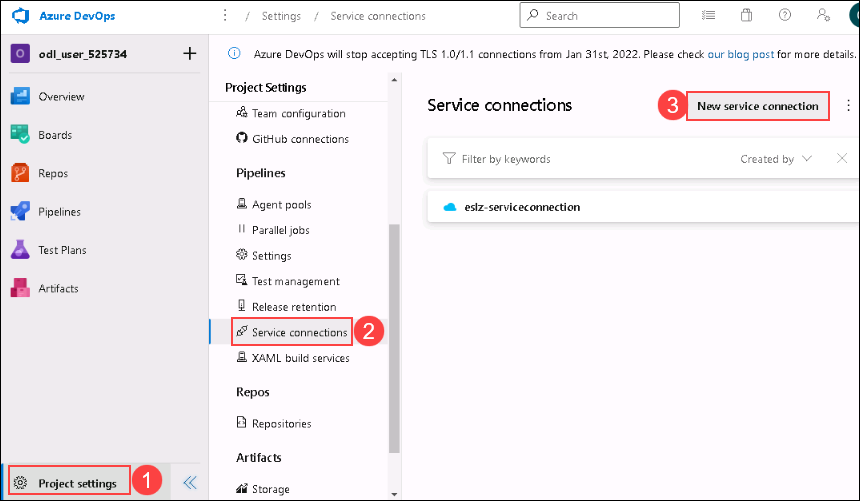 Azure DevOps
/ Settings / Service connections
Search
O odl_user_525734
Azure DevOps will stop accepting TLS 1.0/1.1 connections from Jan 31st, 2022. Please check our blog post for more details.
Overview
Boards
Repos
Pipelines
Test Plans
Artifacts
Project settings 1
Project Settings
Team configuration
GitHub connections
Pipelines
Agent pools
Parallel jobs
Settings
Test management
Release retention
Service connections 2
XAML build services
Repos
Repositories
Artifacts
Storage
Service connections
3 New service connection
Filter by keywords
Created by
eslz-serviceconnection